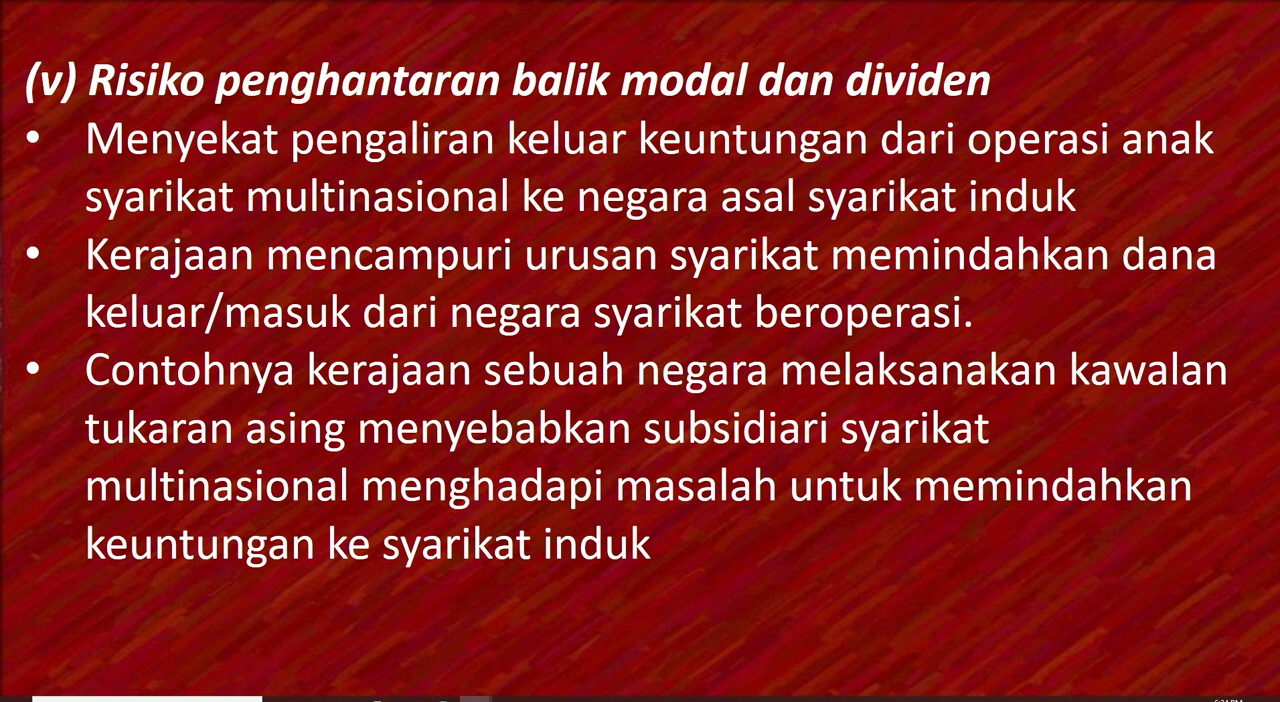 (v) Risiko penghantaran balik modal dan dividen
• Menyekat pengaliran keluar keuntungan dari operasi anak
syarikat multinasional ke negara asal syarikat induk
• Kerajaan mencampuri urusan syarikat memindahkan dana
keluar/masuk dari negara syarikat beroperasi.
• Contohnya kerajaan sebuah negara melaksanakan kawalan
tukaran asing menyebabkan subsidiari syarikat
multinasional menghadapi masalah untuk memindahkan
keuntungan ke syarikat induk